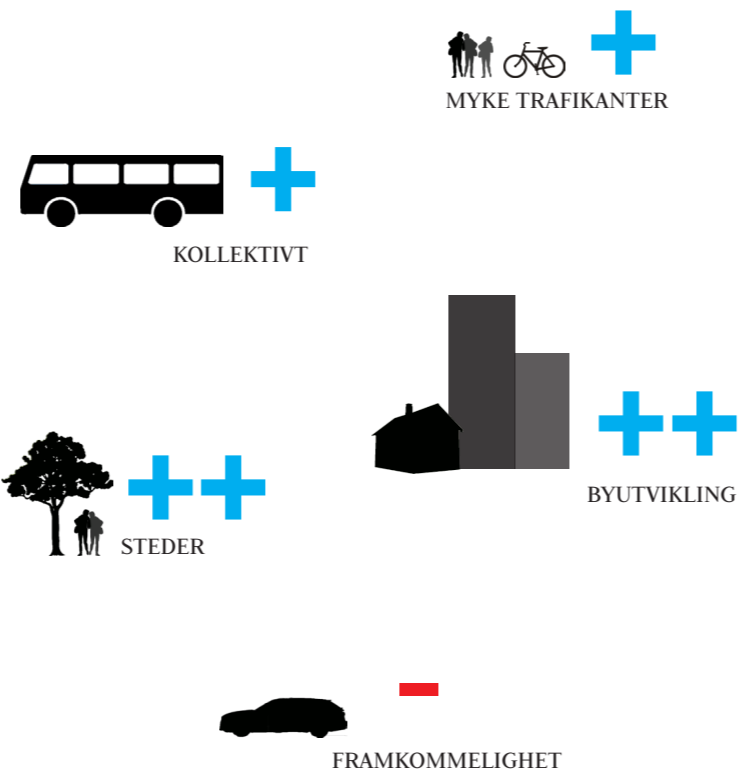 MYKE TRAFIKANTER
KOLLEKTIVT
BYUTVIKLING
STEDER
FRAMKOMMELIGHET